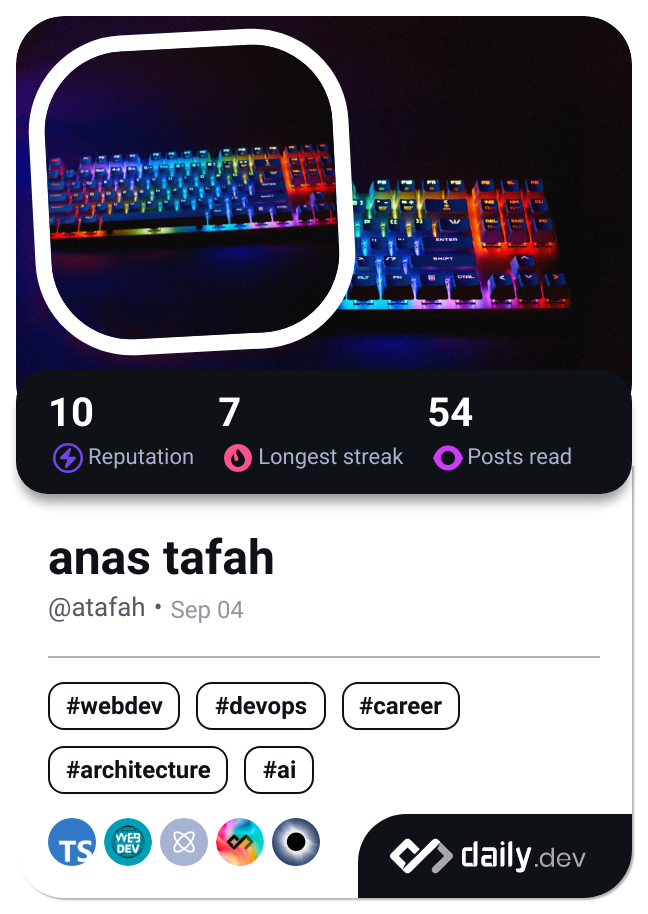 10 7 54
Reputation Longest streak Posts read
anas tafah
@atafah • Sep 04
#webdev #devops #career
#architecture #ai
TS WEB DEV daily.dev